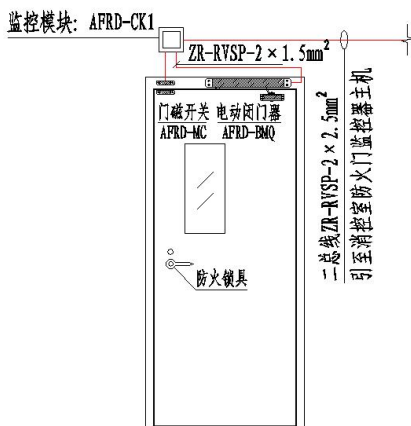 监控模块: AFRD-CK1
ZR-RVSP-2×1.5mm²
门磁开关 电动闭门器
AFRD-MC AFRD-BMQ
防火锁具
二总线ZR-RVSP-2×2.5mm²
引至消控室防火门监控器主机